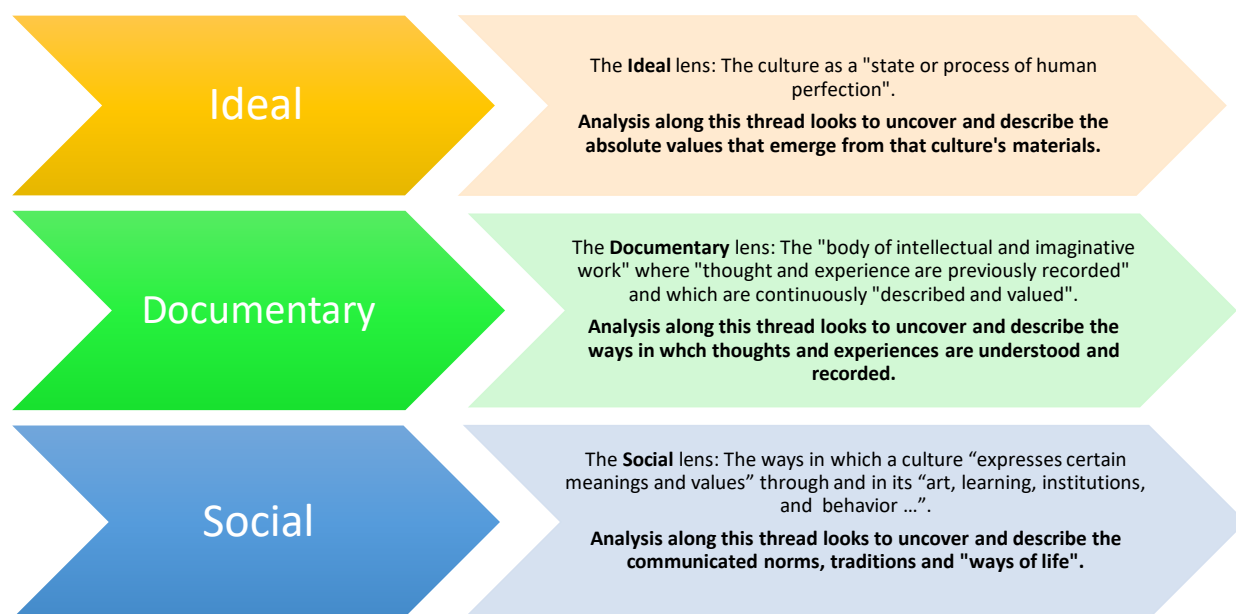 Ideal
The Ideal lens: The culture as a "state or process of human
perfection".
Analysis along this thread looks to uncover and describe the
absolute values that emerge from that culture's materials.
Documentary
The Documentary lens: The "body of intellectual and imaginative
work" where "thought and experience are previously recorded"
and which are continuously "described and valued".
Analysis along this thread looks to uncover and describe the
ways in whch thoughts and experiences are understood and
recorded.
Social
The Social lens: The ways in which a culture “expresses certain
meanings and values” through and in its “art, learning, institutions,
and behavior …”.
Analysis along this thread looks to uncover and describe the
communicated norms, traditions and "ways of life".